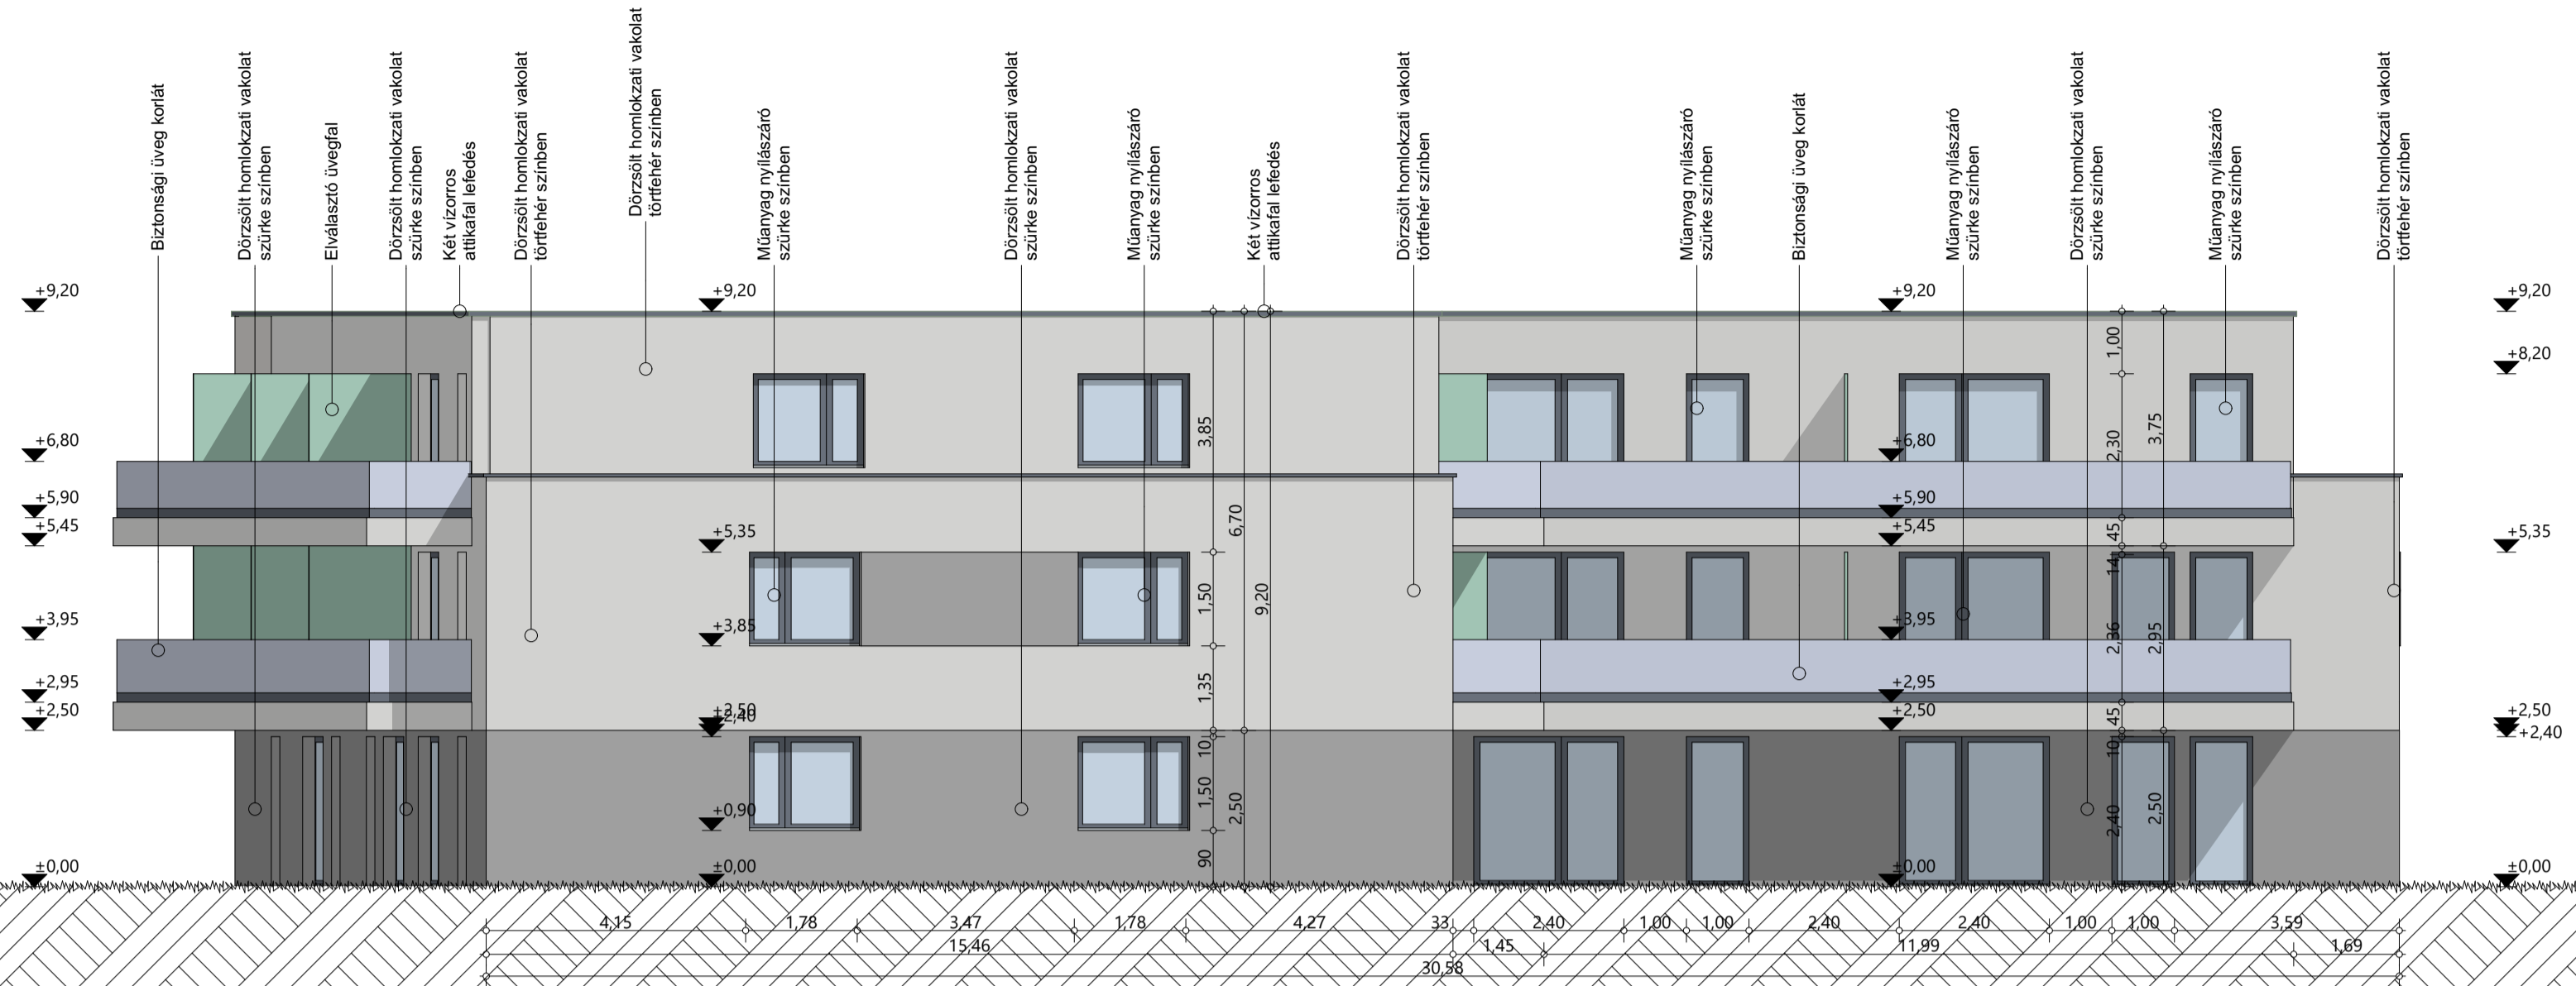 Biztonsági üveg korlát
Dörzsölt homlokzati vakolat
szürke színben
Elválasztó üvegfal
Dörzsölt homlokzati vakolat
szürke színben
Két vízorros
attikafal lefedés
Dörzsölt homlokzati vakolat
törtfehér színben
Dörzsölt homlokzati vakolat
törtfehér színben
Műanyag nyílászáró
szürke színben
Dörzsölt homlokzati vakolat
szürke színben
Műanyag nyílászáró
szürke színben
Két vízorros
attikafal lefedés
Dörzsölt homlokzati vakolat
törtfehér színben
Műanyag nyílászáró
szürke színben
Biztonsági üveg korlát
Műanyag nyílászáró
szürke színben
Dörzsölt homlokzati vakolat
szürke színben
Műanyag nyílászáró
szürke színben
Dörzsölt homlokzati vakolat
törtfehér színben
+9,20
+6,80
+5,90
+5,45
+3,95
+2,95
+2,50
±0,00
+9,20
+5,35
+3,85
+2,50
+2,40
+0,90
±0,00
3,85
1,50
1,35
10
1,50
90
6,70
2,50
9,20
+9,20
+6,80
+5,90
+5,45
+3,95
+2,95
+2,50
±0,00
1,00
2,30
45
14
2,36
45
10
2,40
3,75
2,95
2,50
+9,20
+8,20
+5,35
+2,50
+2,40
±0,00
4,15 1,78 3,47 1,78 4,27 33 2,40 1,00 1,00 2,40 2,40 1,00 1,00 3,59
15,46 1,45 11,99 1,69
30,58